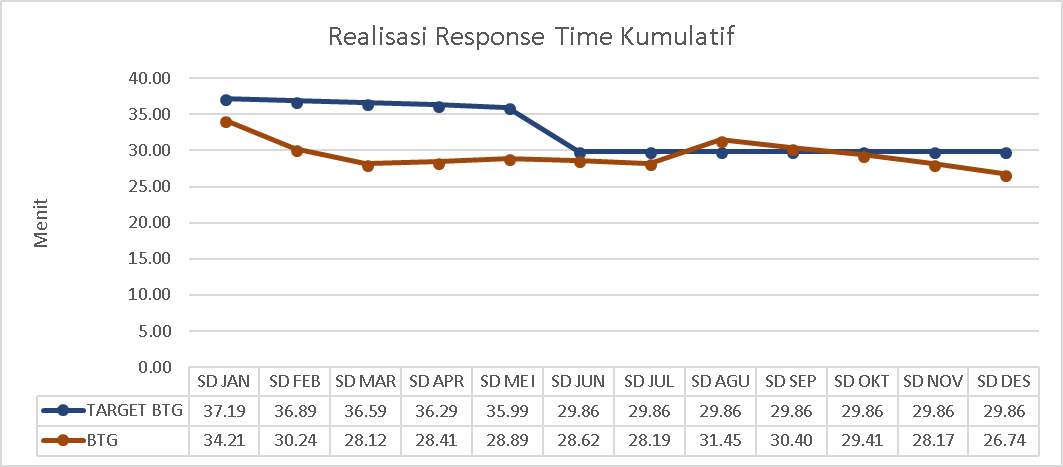 Realisasi Response Time Kumulatif
Menit
40.00
35.00
30.00
25.00
20.00
15.00
10.00
5.00
0.00
SD JAN SD FEB SD MAR SD APR SD MEI SD JUN SD JUL SD AGU SD SEP SD OKT SD NOV SD DES
TARGET BTG 37.19 36.89 36.59 36.29 35.99 29.86 29.86 29.86 29.86 29.86 29.86 29.86
BTG 34.21 30.24 28.12 28.41 28.89 28.62 28.19 31.45 30.40 29.41 28.17 26.74